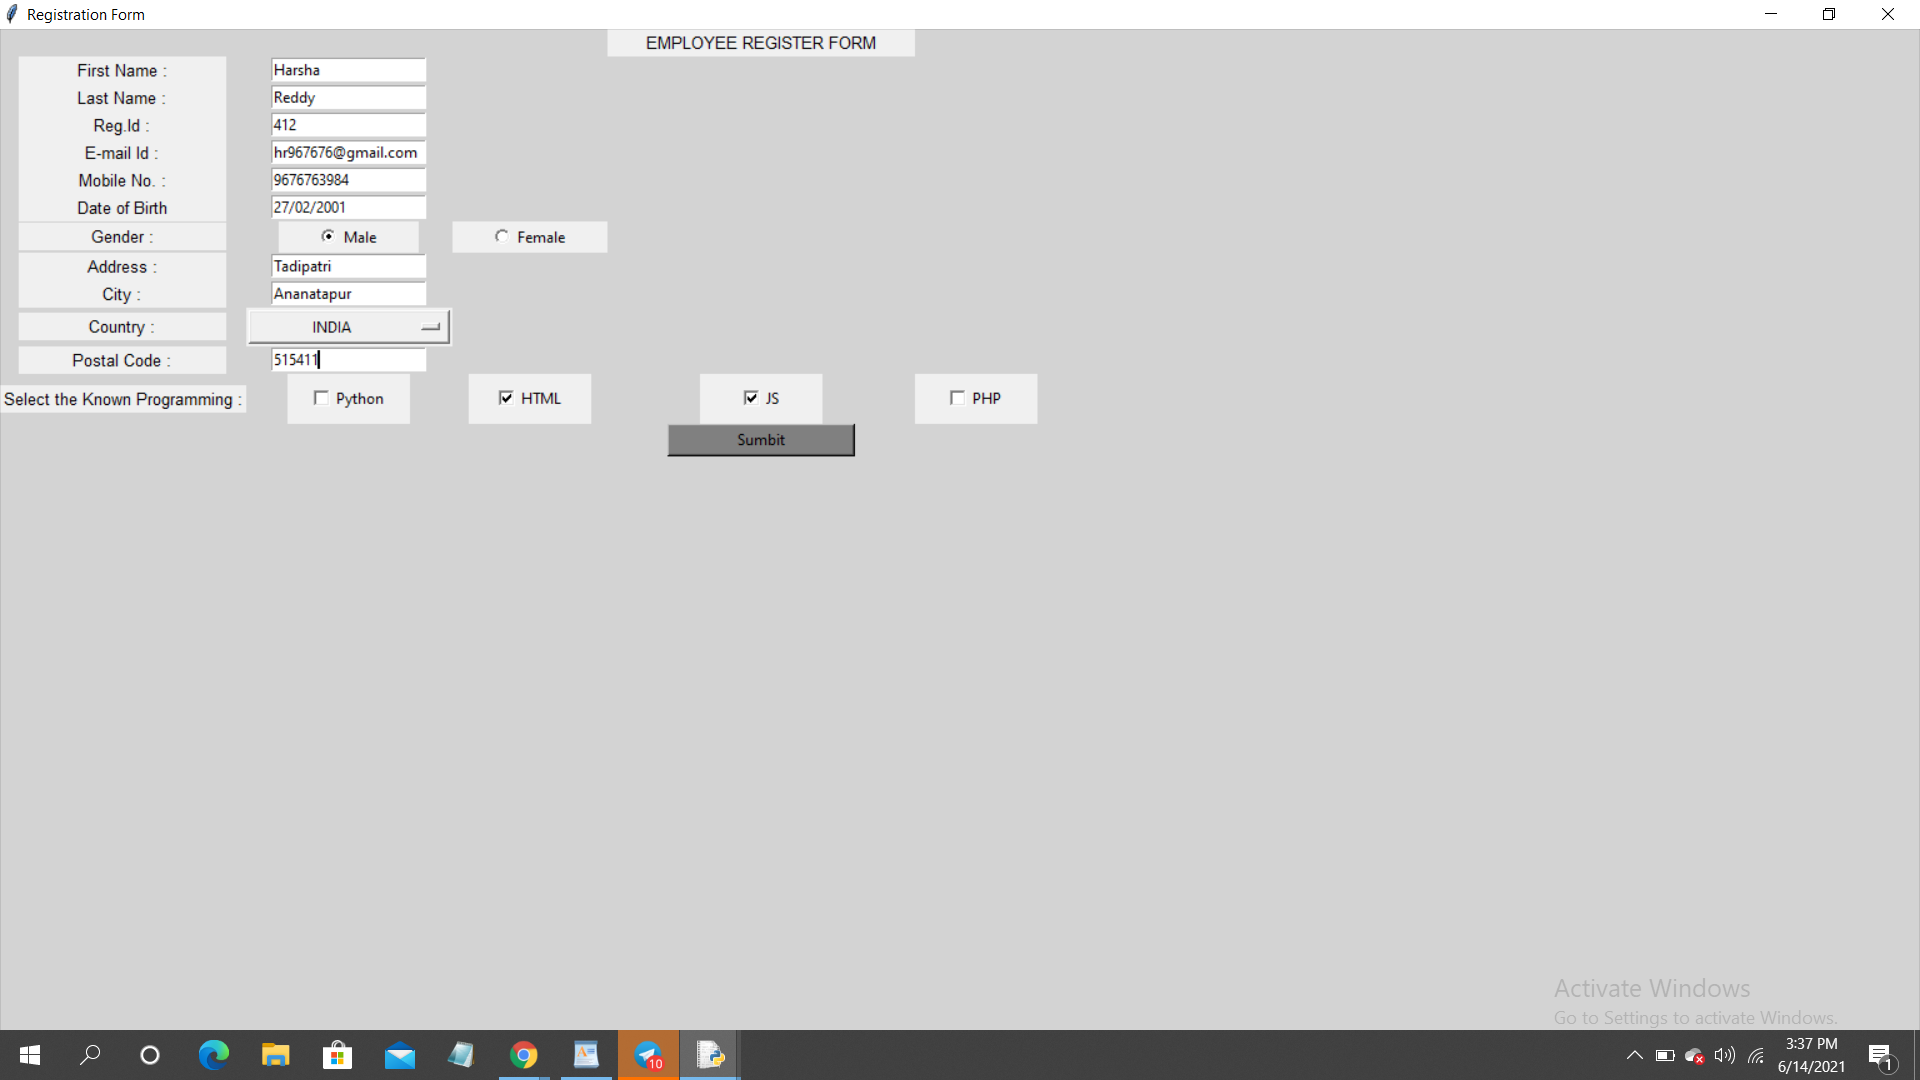 Registration Form
EMPLOYEE REGISTER FORM
First Name : Harsha
Last Name : Reddy
Reg.Id : 412
E-mail Id : hr967676@gmail.com
Mobile No. : 9676763984
Date of Birth 27/02/2001
Gender : Male Female
Address : Tadipatri
City : Ananatapur
Country : INDIA
Postal Code : 515411
Select the Known Programming : Python HTML JS PHP
Sumbit
Activate Windows
Go to Settings to activate Windows.
10
3:37 PM
6/14/2021
1